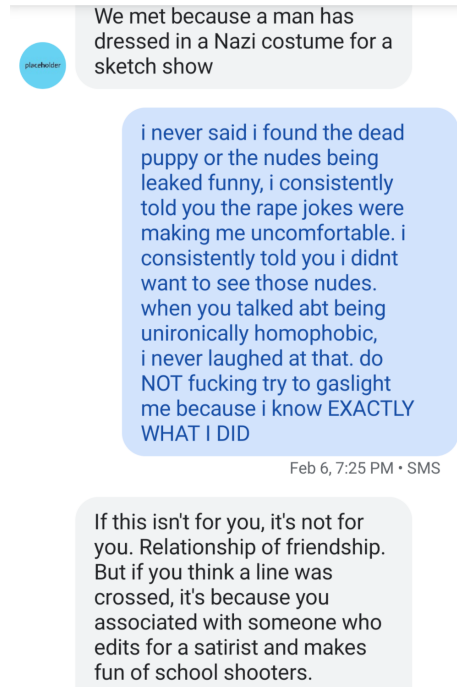 We met because a man has
dressed in a Nazi costume for a
sketch show
placeholder
i never said i found the dead
puppy or the nudes being
leaked funny, i consistently
told you the rape jokes were
making me uncomfortable. i
consistently told you i didnt
want to see those nudes.
when you talked abt being
unironically homophobic,
i never laughed at that. do
NOT fucking try to gaslight
me because i know EXACTLY
WHAT I DID
Feb 6, 7:25 PM • SMS
If this isn't for you, it's not for
you. Relationship of friendship.
But if you think a line was
crossed, it's because you
associated with someone who
edits for a satirist and makes
fun of school shooters.